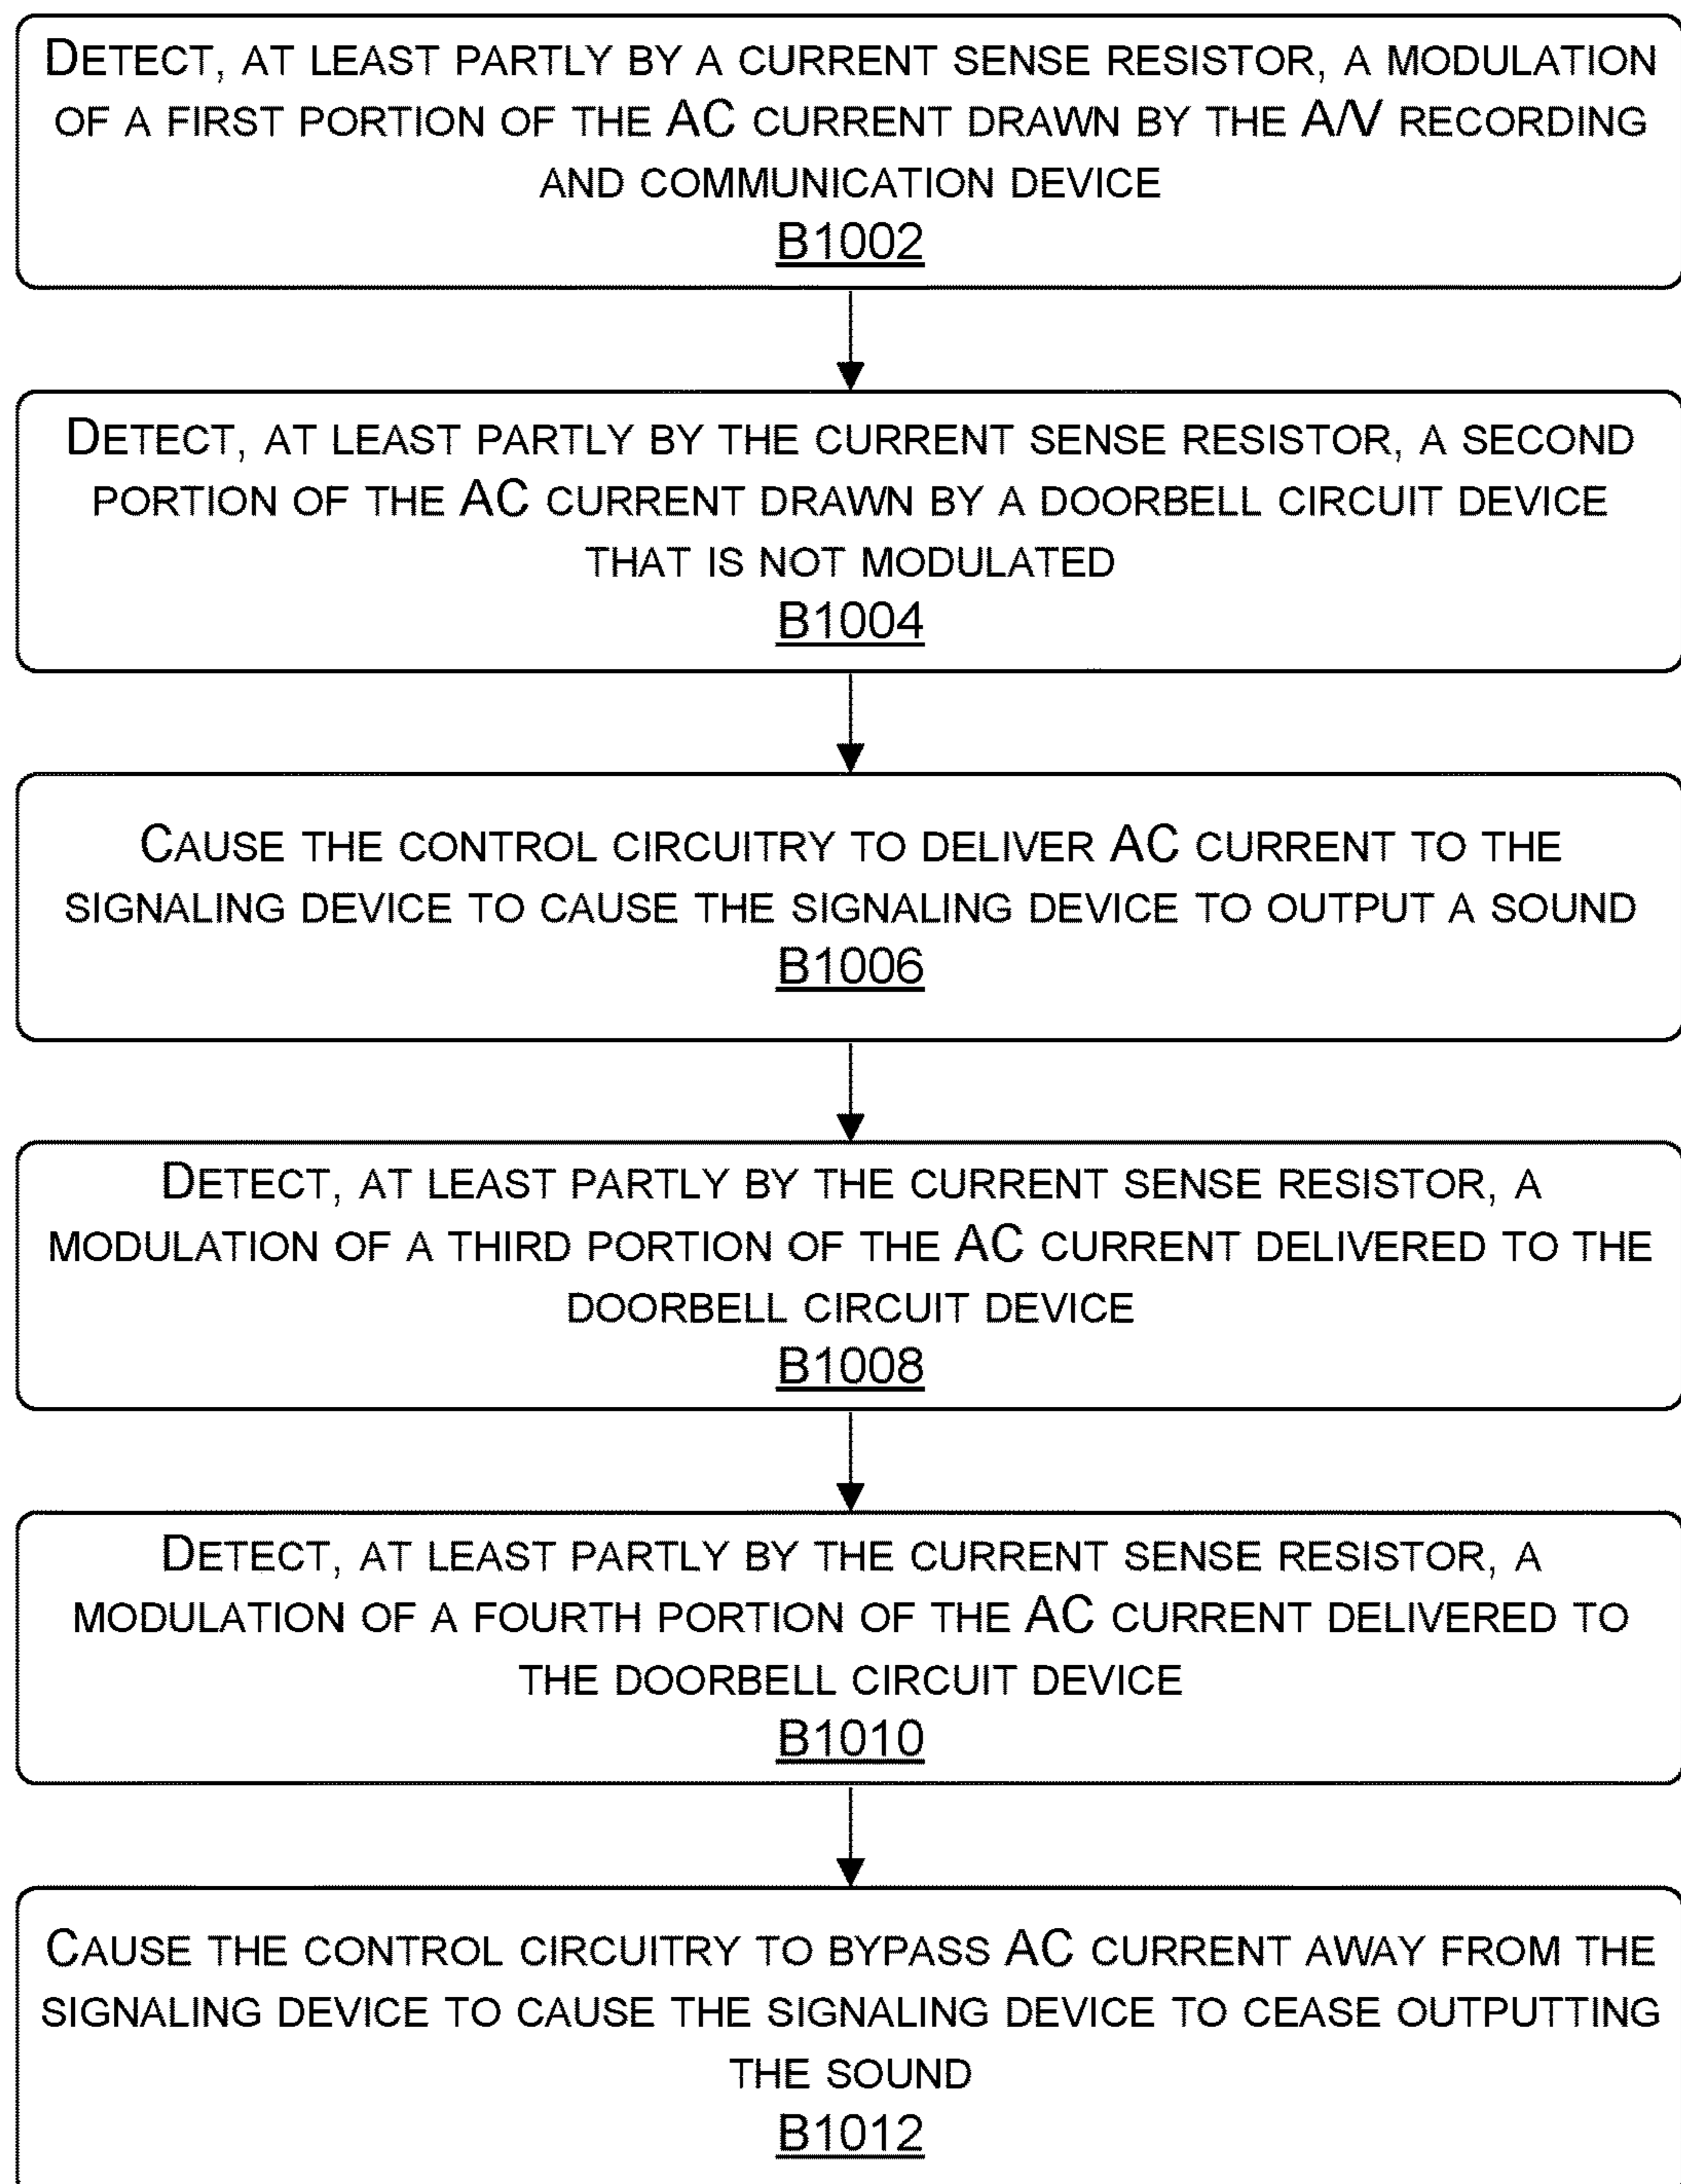 DETECT, AT LEAST PARTLY BY A CURRENT SENSE RESISTOR, A MODULATION
OF A FIRST PORTION OF THE AC CURRENT DRAWN BY THE A/V RECORDING
AND COMMUNICATION DEVICE
B1002
DETECT, AT LEAST PARTLY BY THE CURRENT SENSE RESISTOR, A SECOND
PORTION OF THE AC CURRENT DRAWN BY A DOORBELL CIRCUIT DEVICE
THAT IS NOT MODULATED
B1004
CAUSE THE CONTROL CIRCUITRY TO DELIVER AC CURRENT TO THE
SIGNALING DEVICE TO CAUSE THE SIGNALING DEVICE TO OUTPUT A SOUND
B1006
DETECT, AT LEAST PARTLY BY THE CURRENT SENSE RESISTOR, A
MODULATION OF A THIRD PORTION OF THE AC CURRENT DELIVERED TO THE
DOORBELL CIRCUIT DEVICE
B1008
DETECT, AT LEAST PARTLY BY THE CURRENT SENSE RESISTOR, A
MODULATION OF A FOURTH PORTION OF THE AC CURRENT DELIVERED TO
THE DOORBELL CIRCUIT DEVICE
B1010
CAUSE THE CONTROL CIRCUITRY TO BYPASS AC CURRENT AWAY FROM THE
SIGNALING DEVICE TO CAUSE THE SIGNALING DEVICE TO CEASE OUTPUTTING
THE SOUND
B1012